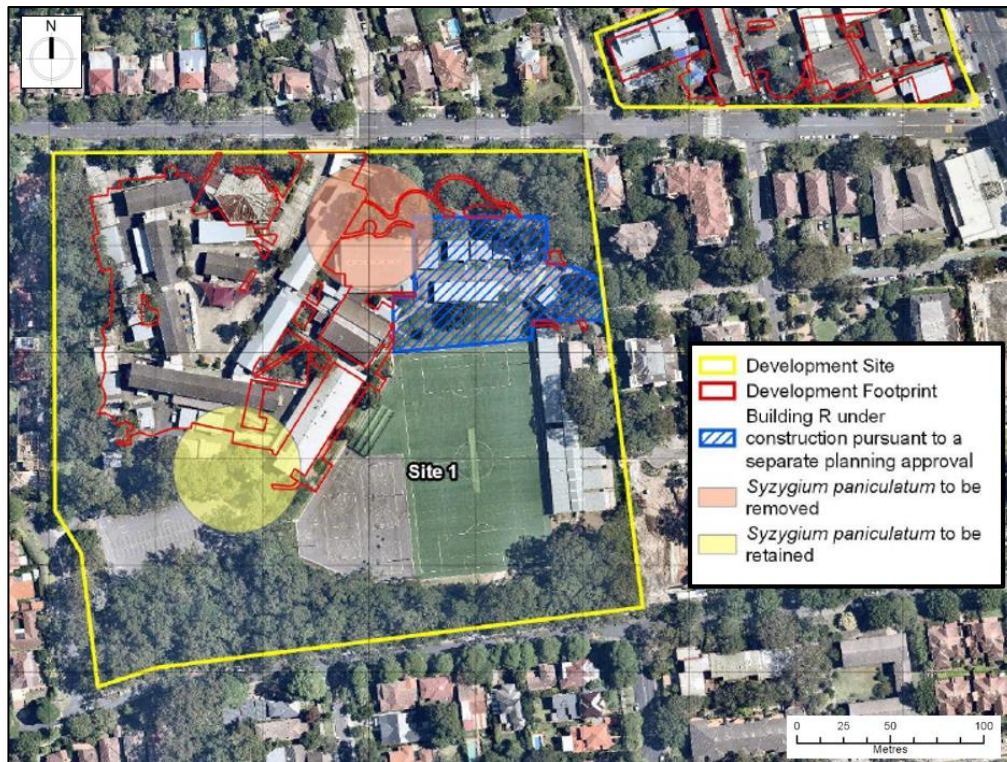 N
Site 1
Development Site
Development Footprint
Building R under
construction pursuant to a
separate planning approval
Syzygium paniculatum to be
removed
Syzygium paniculatum to be
retained
0 25 50 100
Metres